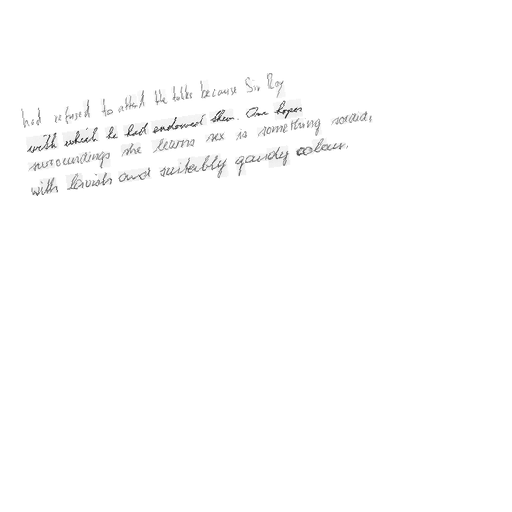 had refused to attend the talks because Sir Roy
with which he had endowed them. One hopes
surroundings she learns sex is something sordid,
with lavish and suitably gaudy colour.